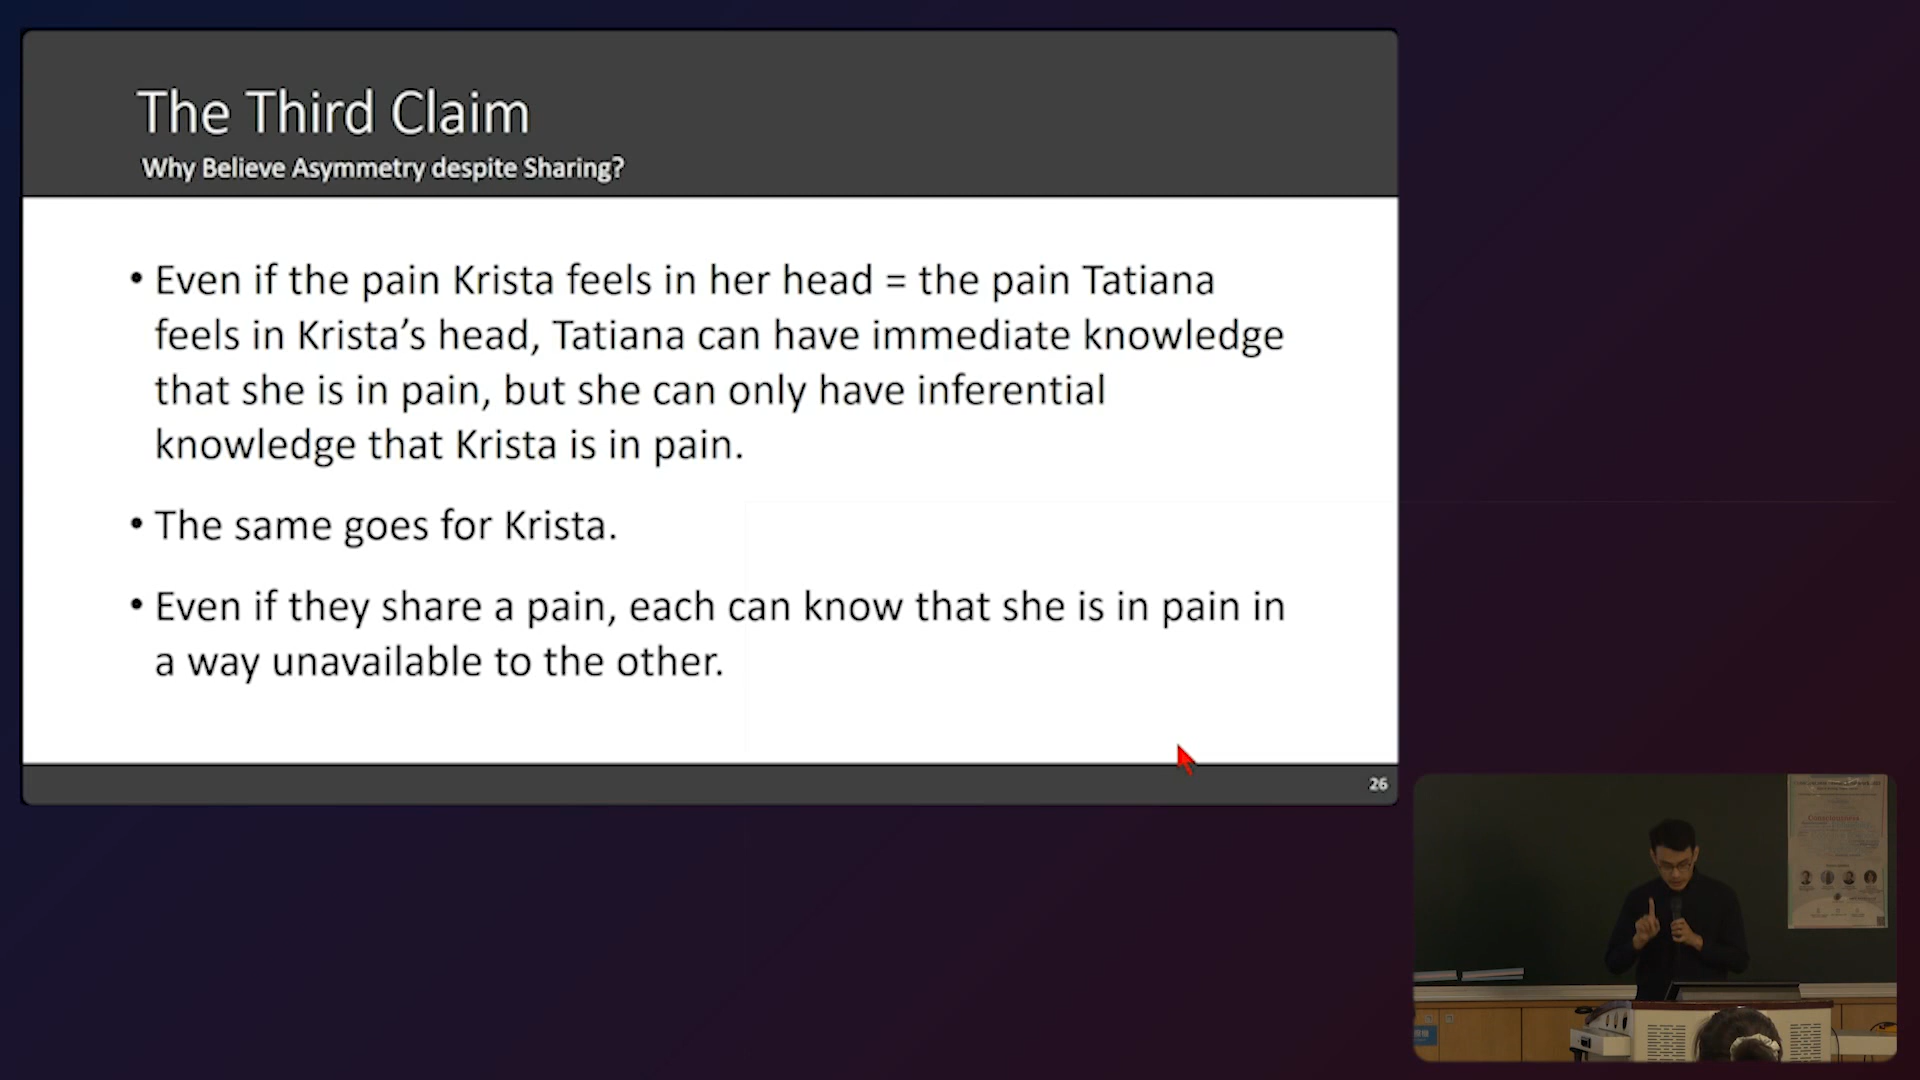 The Third Claim
Why Believe Asymmetry despite Sharing?
• Even if the pain Krista feels in her head = the pain Tatiana
feels in Krista’s head, Tatiana can have immediate knowledge
that she is in pain, but she can only have inferential
knowledge that Krista is in pain.
• The same goes for Krista.
• Even if they share a pain, each can know that she is in pain in
a way unavailable to the other.
26
Consciousness